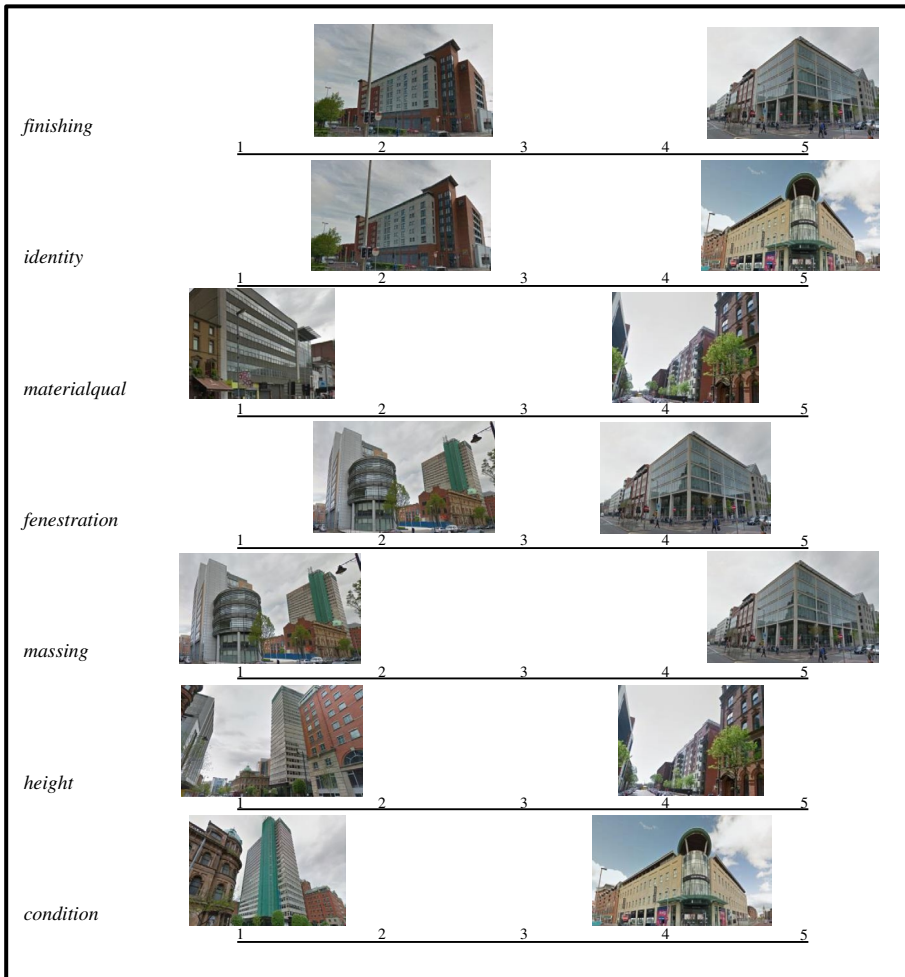 finishing
1 2 3 4 5
identity
1 2 3 4 5
materialqual
1 2 3 4 5
fenestration
1 2 3 4 5
massing
1 2 3 4 5
height
1 2 3 4 5
condition
1 2 3 4 5